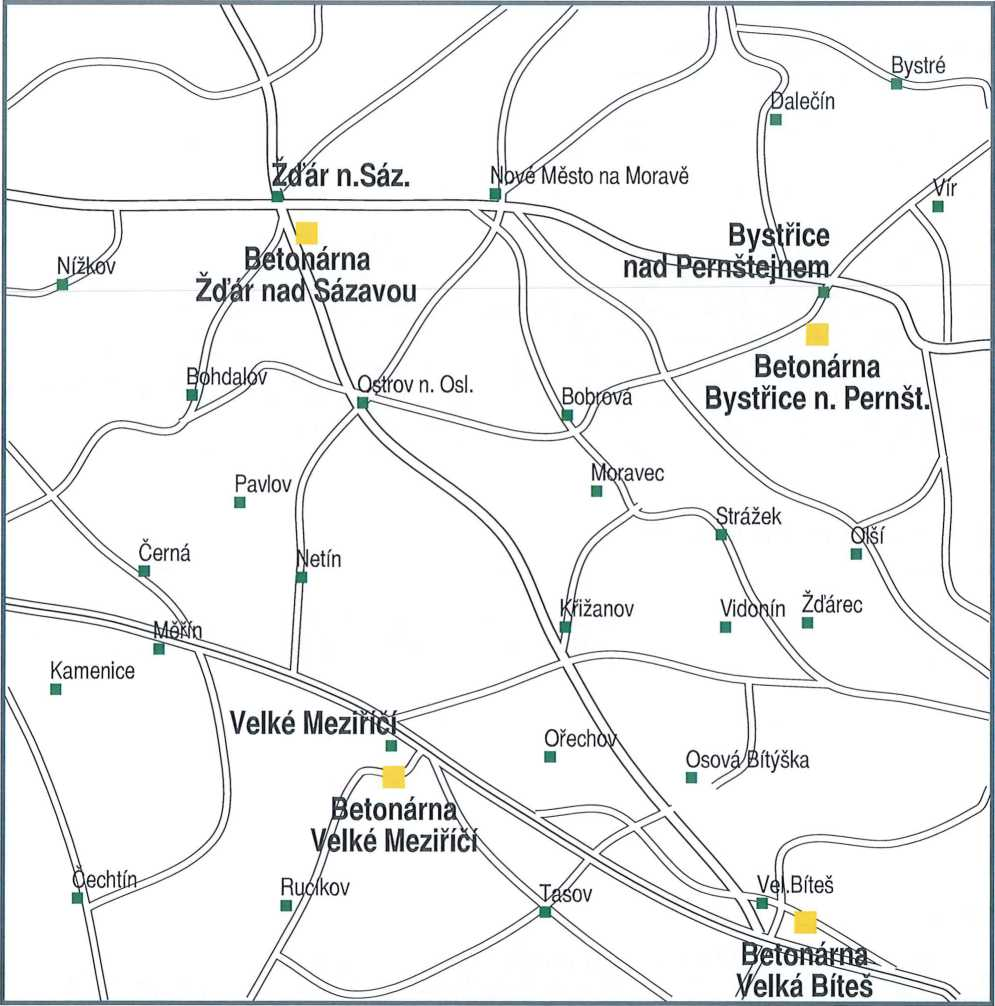 Bystré
Dalečín
Žďár n.Sáz.
Nové Město na Moravě
Vír
Bystřice
nad Pernštejnem
Betonárna
Žďár nad Sázavou
Nížkov
Betonárna
Bystřice n. Pernšt.
Bohdalov
Ostrov n. Osl.
Bobrová
Moravec
Pavlov
Strážek
Olší
Černá
Netín
Křižanov
Vidonín
Žďárec
Měřín
Kamenice
Velké Meziříčí
Ořechov
Osová Bítýška
Betonárna
Velké Meziříčí
Čechtín
Rucíkov
Tasov
Vel.Bíteš
Betonárna
Velká Bíteš